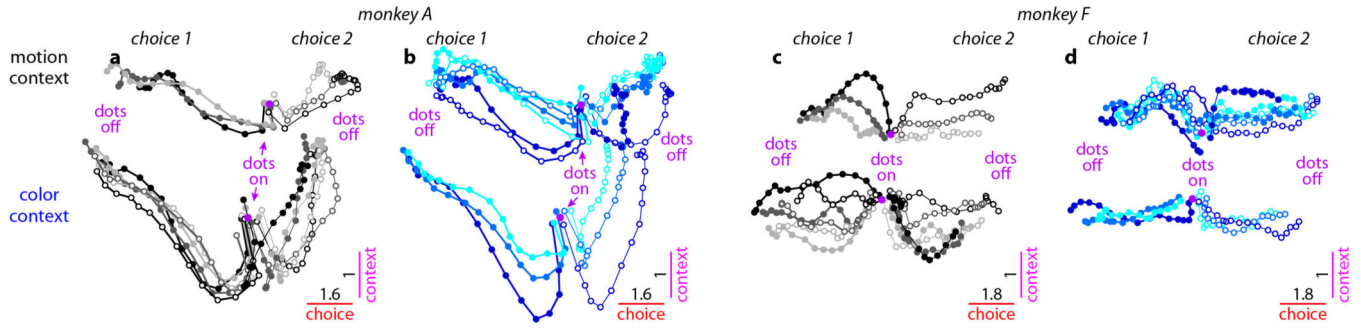 monkey A
monkey F
motion
context
color
context
a
choice 1
choice 2
dots
off
dots
on
dots
off
1.6
choice
1
context
b
choice 1
choice 2
dots
off
dots
on
dots
off
1.6
choice
1
context
c
choice 1
choice 2
dots
off
dots
on
dots
off
1.8
choice
1
context
d
choice 1
choice 2
dots
off
dots
on
dots
off
1.8
choice
1
context